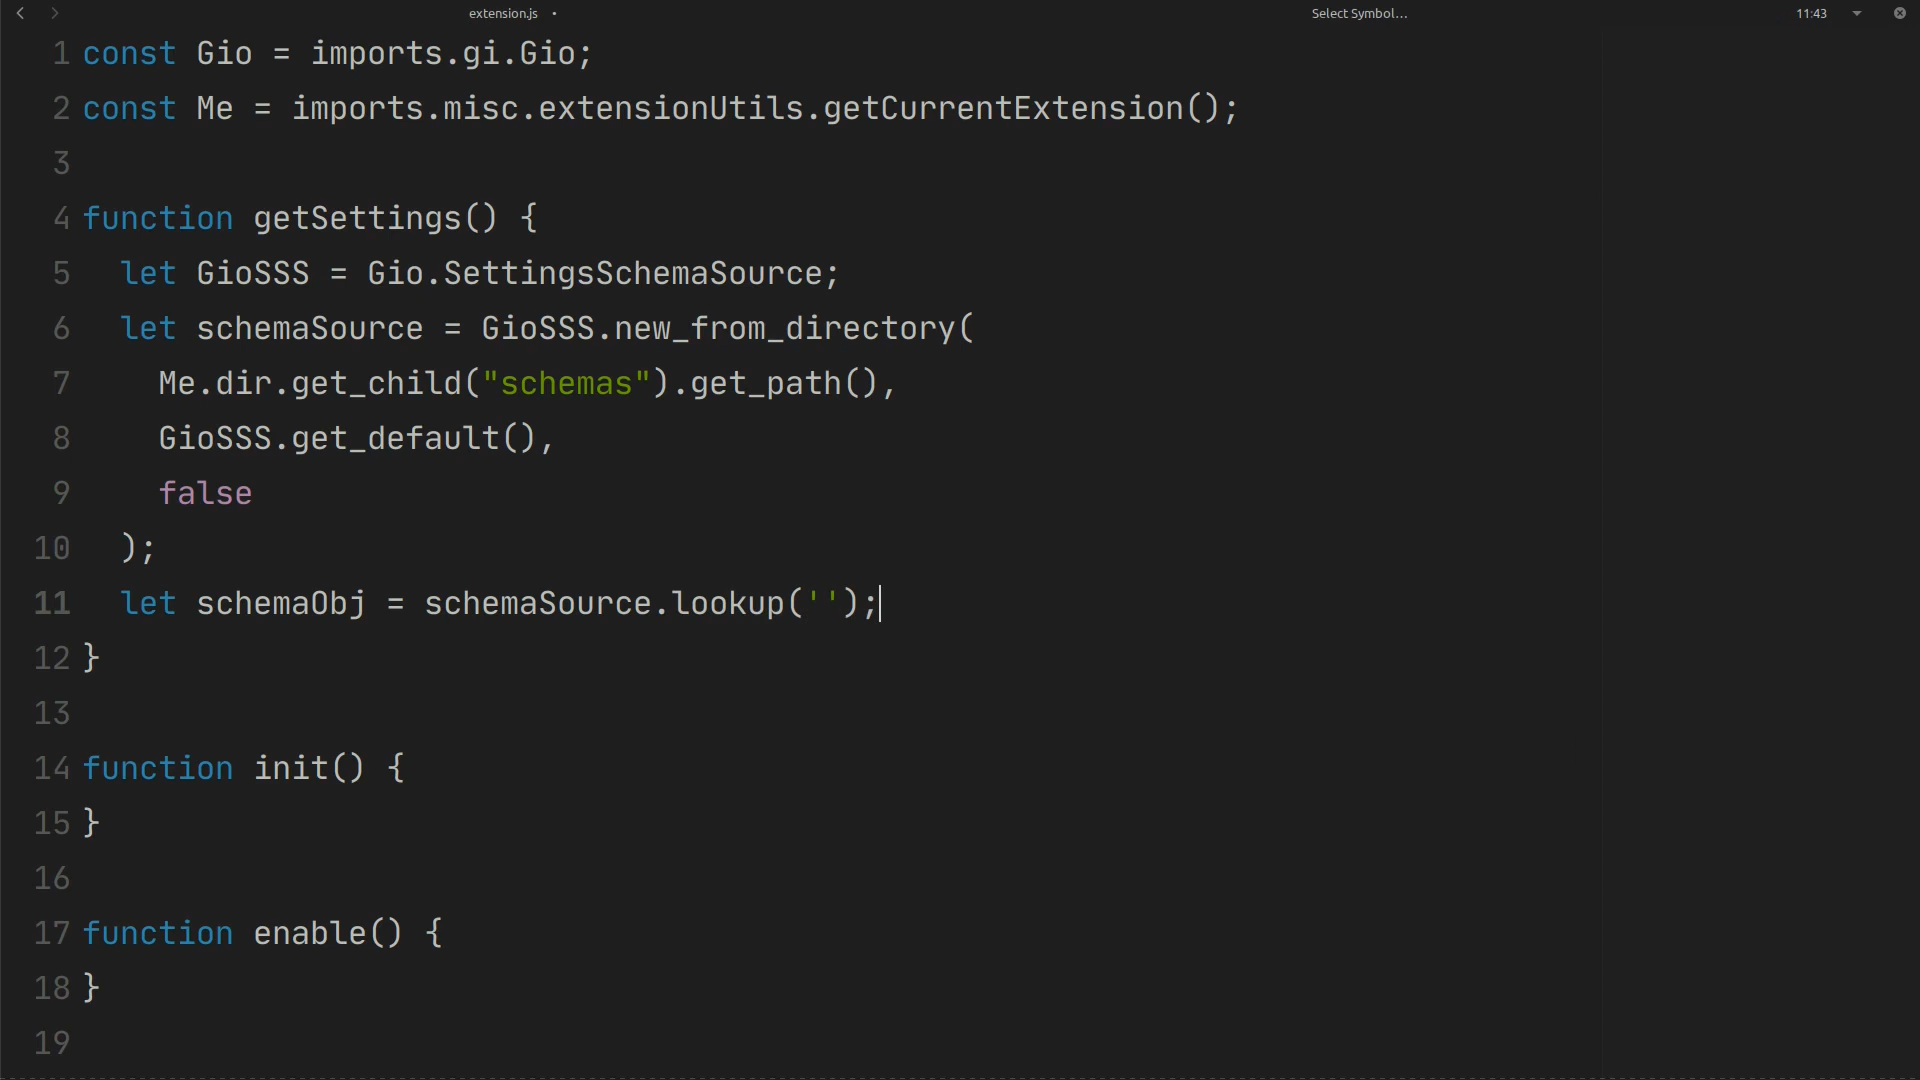 extension.js •
Select Symbol…
11:43
1 const Gio = imports.gi.Gio;
2 const Me = imports.misc.extensionUtils.getCurrentExtension();
3
4 function getSettings() {
5   let GioSSS = Gio.SettingsSchemaSource;
6   let schemaSource = GioSSS.new_from_directory(
7     Me.dir.get_child("schemas").get_path(),
8     GioSSS.get_default(),
9     false
10   );
11   let schemaObj = schemaSource.lookup('');
12 }
13
14 function init() {
15 }
16
17 function enable() {
18 }
19